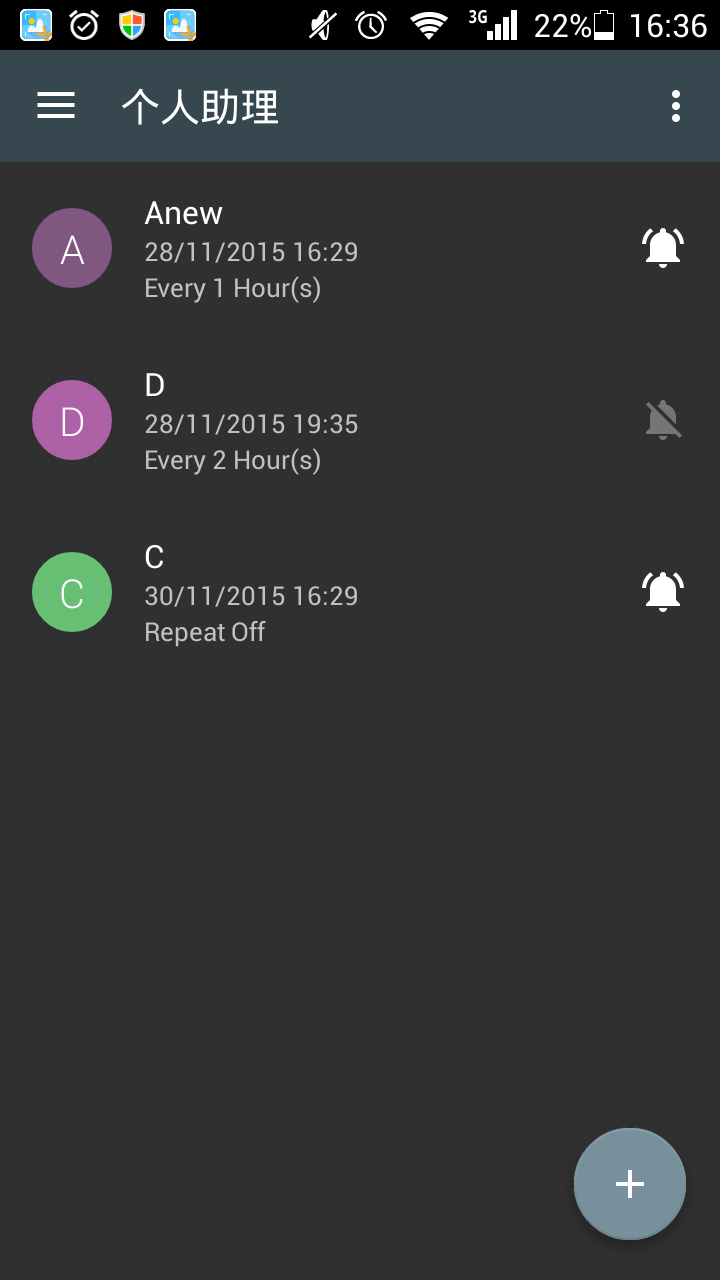 3G 22% 16:36
个人助理
A
Anew
28/11/2015 16:29
Every 1 Hour(s)
D
D
28/11/2015 19:35
Every 2 Hour(s)
C
C
30/11/2015 16:29
Repeat Off